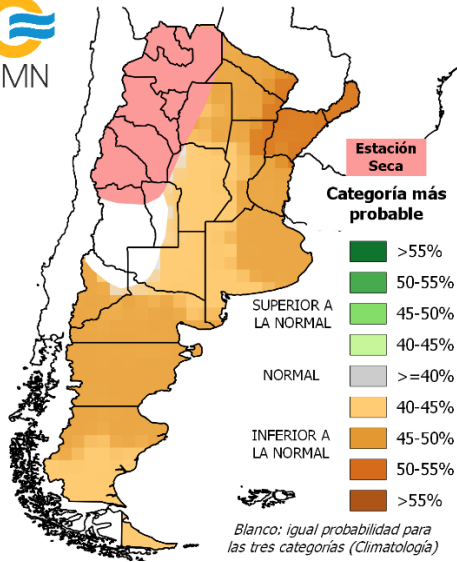 MN
Estación
Seca
Categoría más
probable
>55%
50-55%
SUPERIOR A
LA NORMAL
45-50%
40-45%
NORMAL
>=40%
40-45%
INFERIOR A
LA NORMAL
45-50%
50-55%
>55%
Blanco: igual probabilidad para
las tres categorías (Climatología)